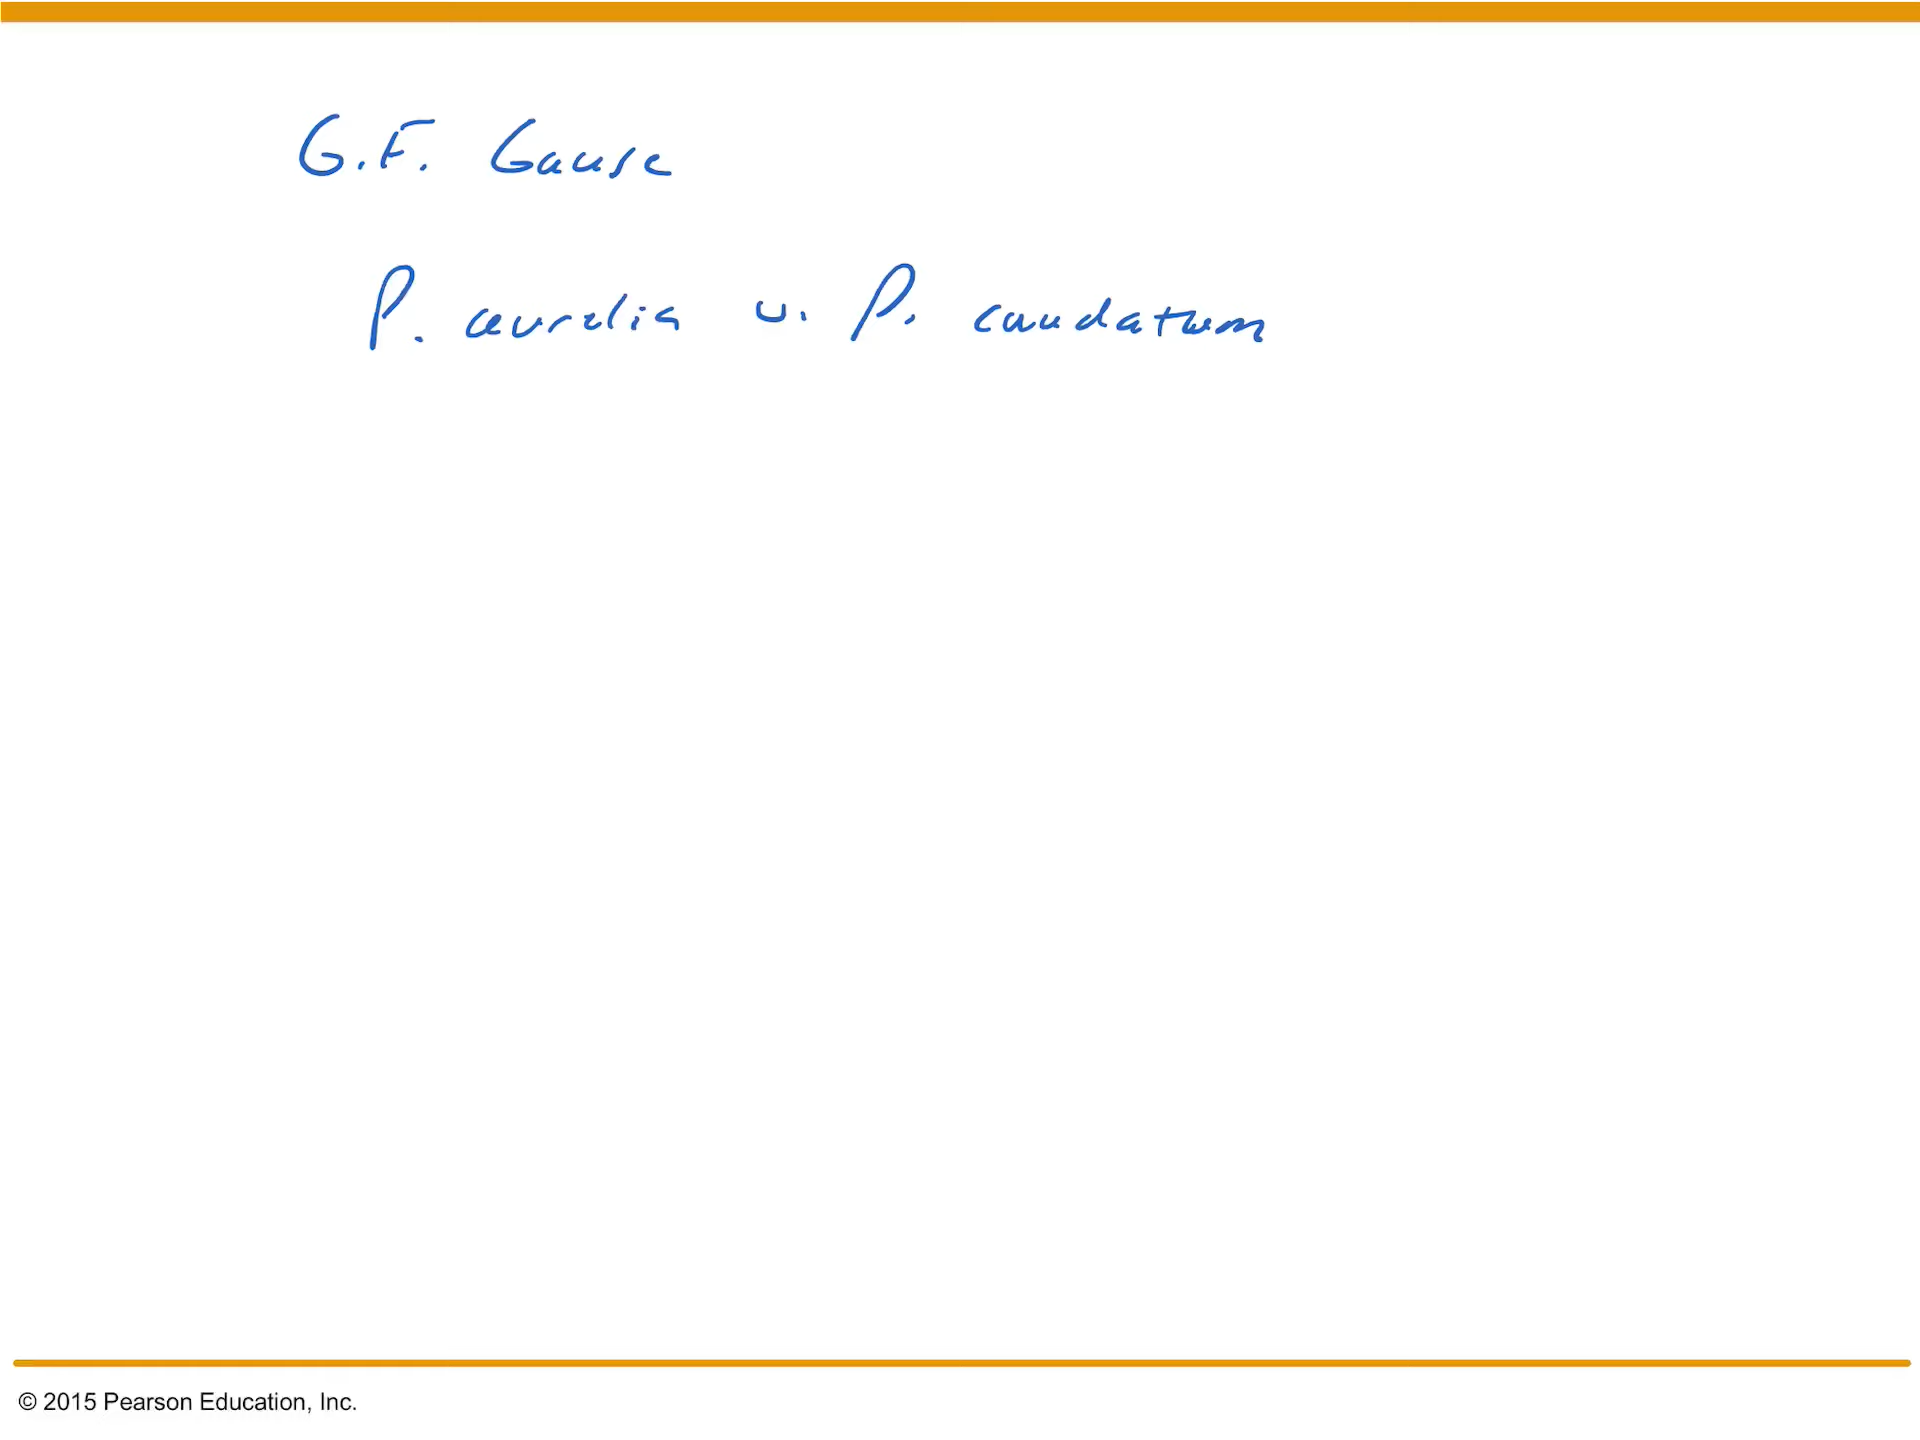 G.F. Gause
P. aurelia v. P. caudatum
© 2015 Pearson Education, Inc.